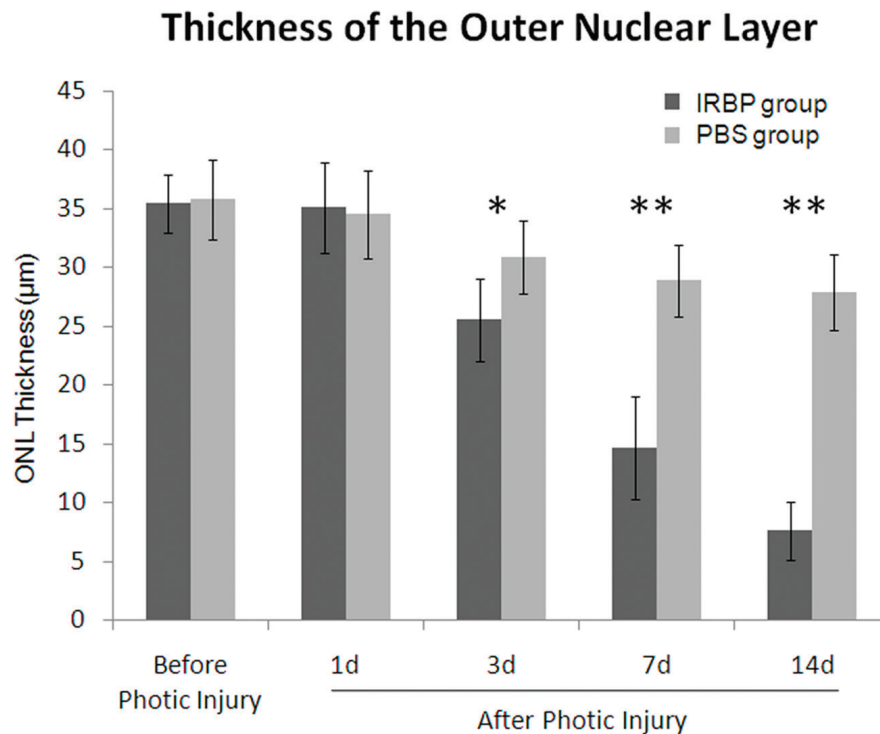 Thickness of the Outer Nuclear Layer
IRBP group
PBS group
ONL Thickness (µm)
45
40
35
30
25
20
15
10
5
0
*
**
**
Before
Photic Injury
1d
3d
7d
14d
After Photic Injury